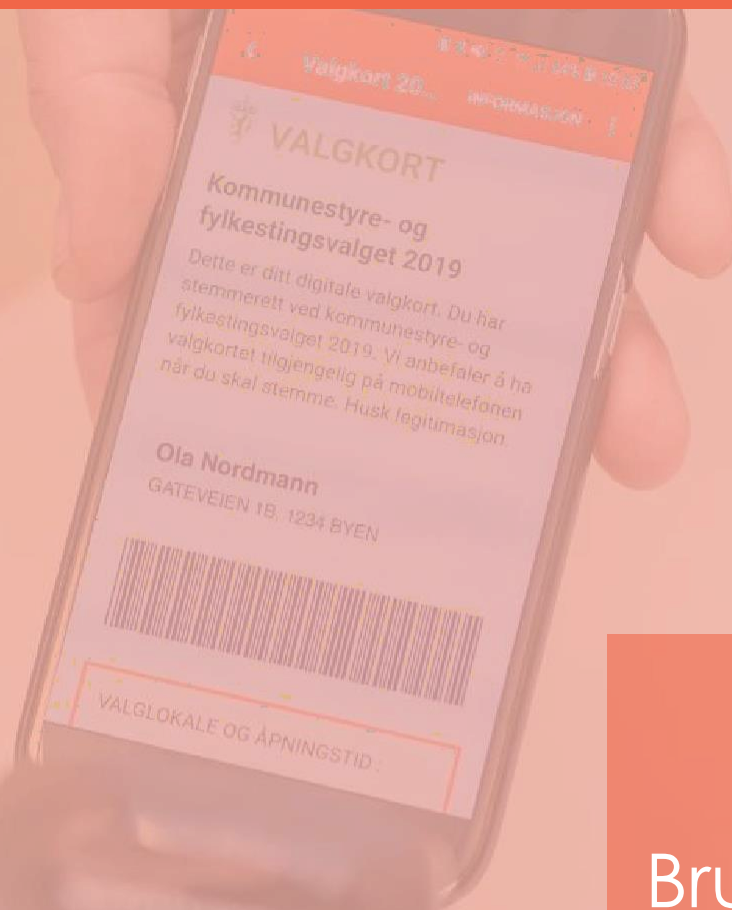 Valgkort 20...
INFORMASJON
VALGKORT
Kommunestyre- og
fylkestingsvalget 2019
Dette er ditt digitale valgkort. Du har
stemmerett ved kommunestyre- og
fylkestingsvalget 2019. Vi anbefaler å ha
valgkortet tilgjengelig på mobiltelefonen
når du skal stemme. Husk legitimasjon
Ola Nordmann
GATEVEIEN 1B, 1234 BYEN
VALGLOKALE OG ÅPNINGSTID :
Bru